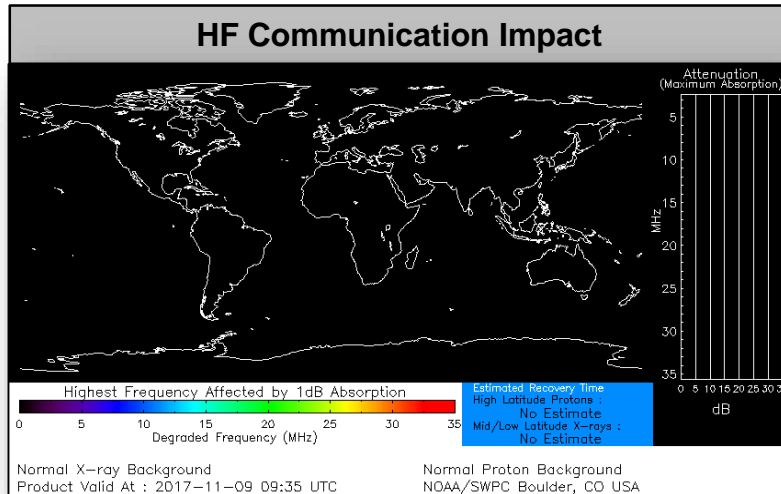 HF Communication Impact
Attenuation
(Maximum Absorption)
5
10
15
20
25
30
35
MHz
0 5 10 15 20 25 30
dB
Highest Frequency Affected by 1dB Absorption
0 5 10 15 20 25 30 35
Degraded Frequency (MHz)
Estimated Recovery Time
High Latitude Protons :
No Estimate
Mid/Low Latitude X-rays :
No Estimate
Normal X-ray Background
Product Valid At : 2017-11-09 09:35 UTC
Normal Proton Background
NOAA/SWPC Boulder, CO USA